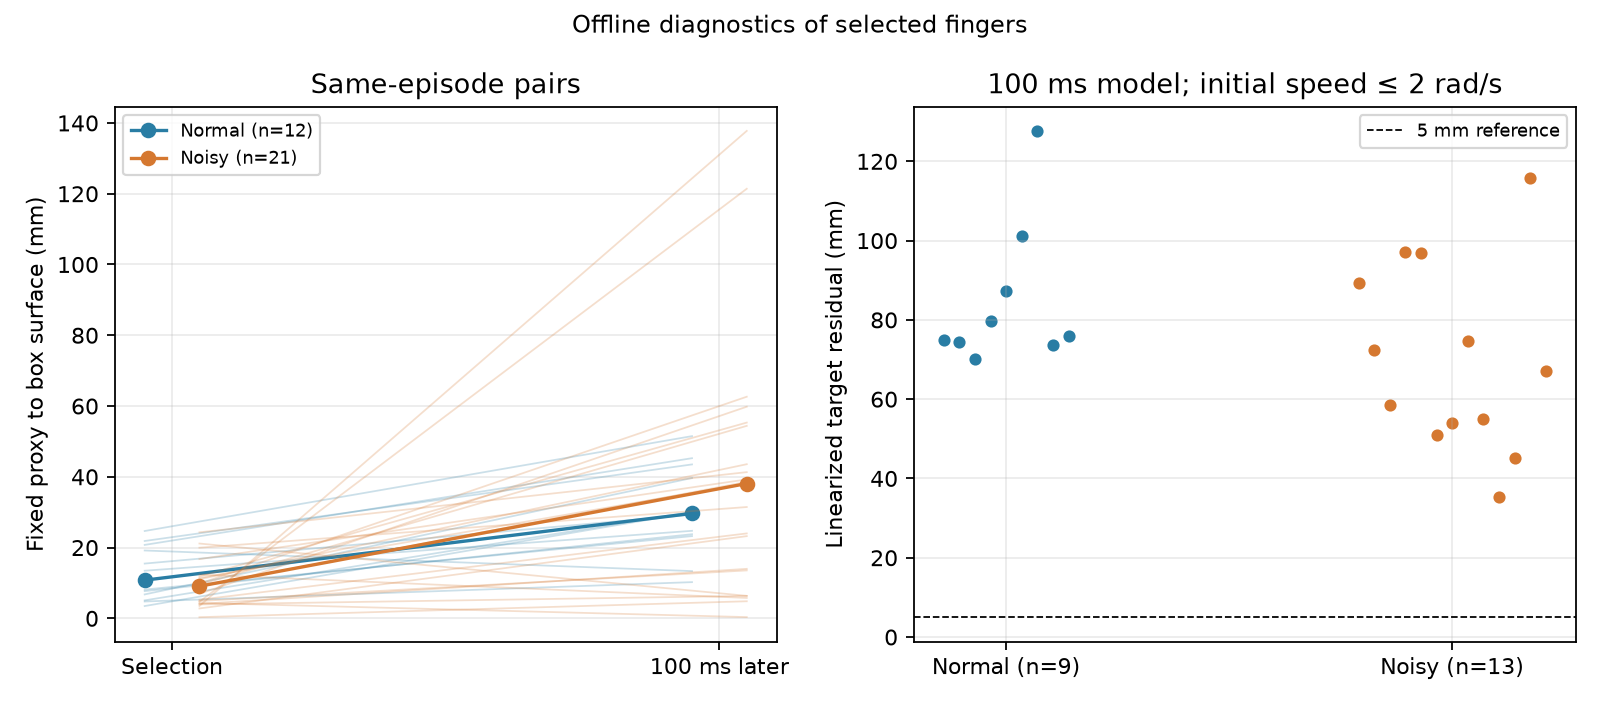 Offline diagnostics of selected fingers
Same-episode pairs
Fixed proxy to box surface (mm)
140
120
100
80
60
40
20
0
Normal (n=12)
Noisy (n=21)
Selection
100 ms later
100 ms model; initial speed ≤ 2 rad/s
Linearized target residual (mm)
120
100
80
60
40
20
0
5 mm reference
Normal (n=9)
Noisy (n=13)